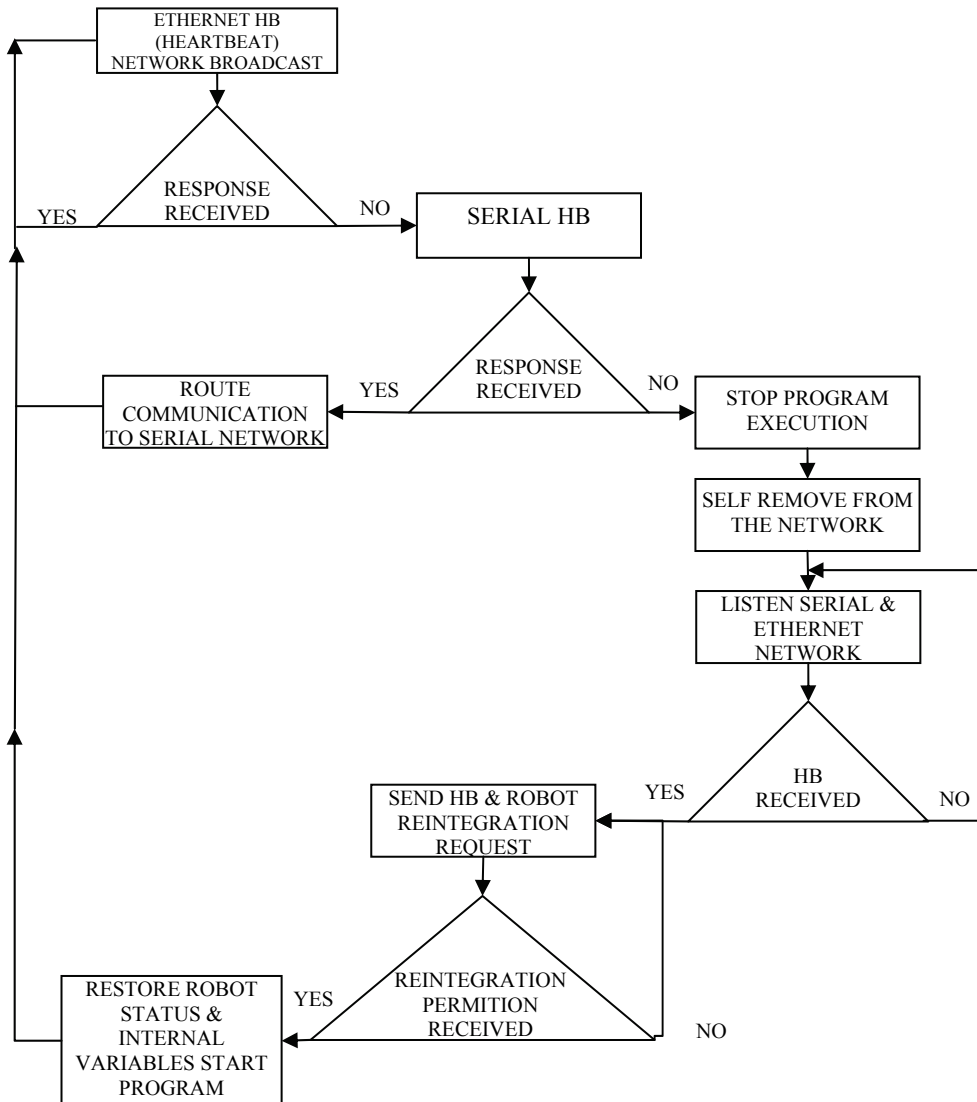 ETHERNET HB
(HEARTBEAT)
NETWORK BROADCAST
RESPONSE
RECEIVED
YES
NO
SERIAL HB
RESPONSE
RECEIVED
YES
NO
ROUTE
COMMUNICATION
TO SERIAL NETWORK
STOP PROGRAM
EXECUTION
SELF REMOVE FROM
THE NETWORK
LISTEN SERIAL &
ETHERNET
NETWORK
HB
RECEIVED
YES
NO
SEND HB & ROBOT
REINTEGRATION
REQUEST
REINTEGRATION
PERMITION
RECEIVED
YES
NO
RESTORE ROBOT
STATUS &
INTERNAL
VARIABLES START
PROGRAM